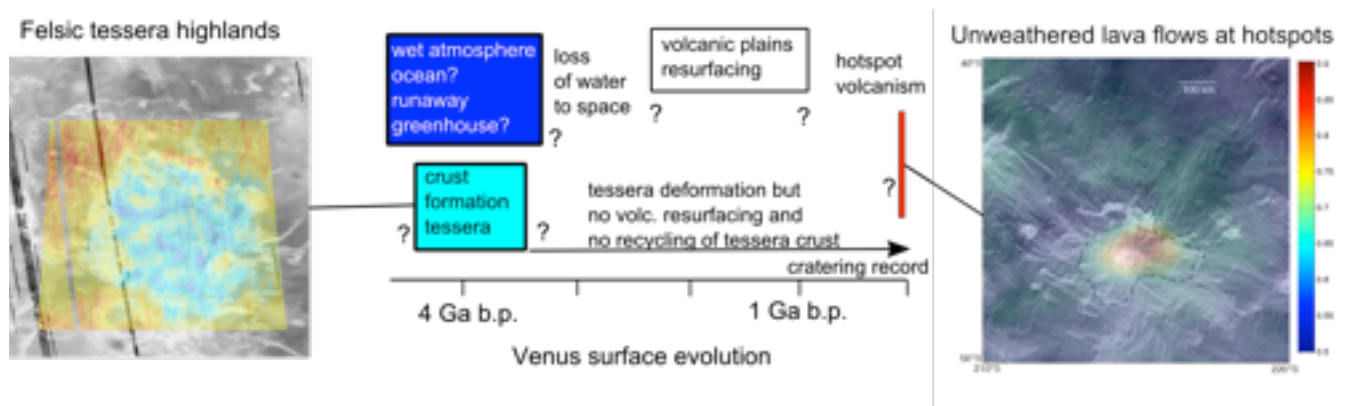 Felsic tessera highlands
wet atmosphere
ocean?
runaway
greenhouse?
loss
of water
to space
?
volcanic plains
resurfacing
?
?
hotspot
volcanism
?
crust
formation
tessera
?
?
tessera deformation but
no volc. resurfacing and
no recycling of tessera crust
cratering record
4 Ga b.p.
1 Ga b.p.
Venus surface evolution
Unweathered lava flows at hotspots
100 km